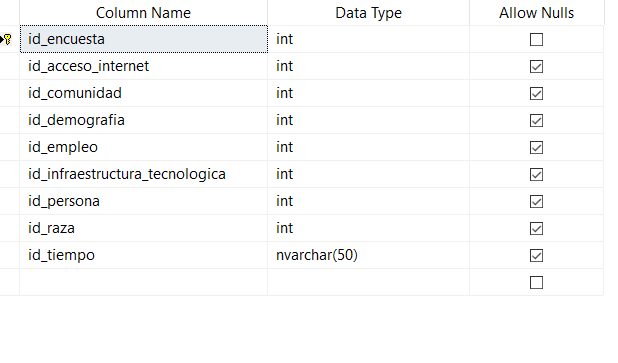 Column Name Data Type Allow Nulls
id_encuesta int
id_acceso_internet int
id_comunidad int
id_demografia int
id_empleo int
id_infraestructura_tecnologica int
id_persona int
id_raza int
id_tiempo nvarchar(50)